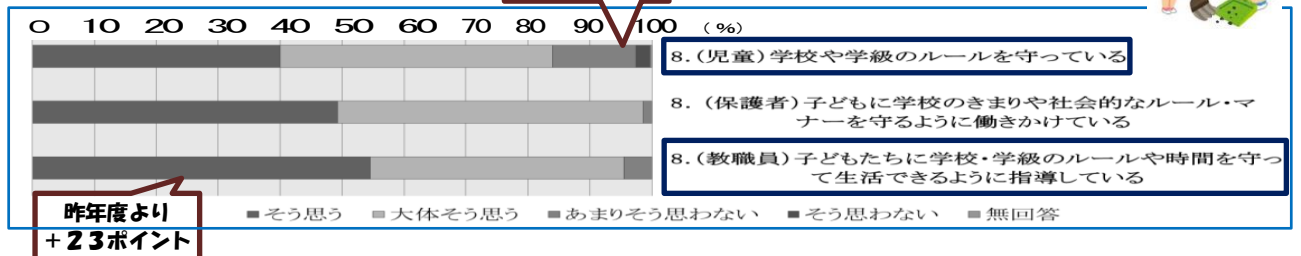 0 10 20 30 40 50 60 70 80 90 100 (%)
8.(児童)学校や学級のルールを守っている
8. (保護者)子どもに学校のきまりや社会的なルール・マ
ナーを守るように働きかけている
8.(教職員)子どもたちに学校・学級のルールや時間を守っ
て生活できるように指導している
■そう思う ■大体そう思う ■あまりそう思わない ■そう思わない ■無回答
昨年度より
+23ポイント